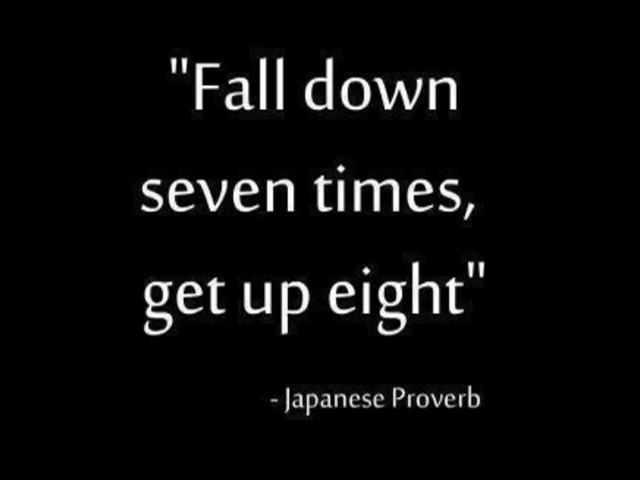 "Fall down
seven times,
get up eight"
- Japanese Proverb